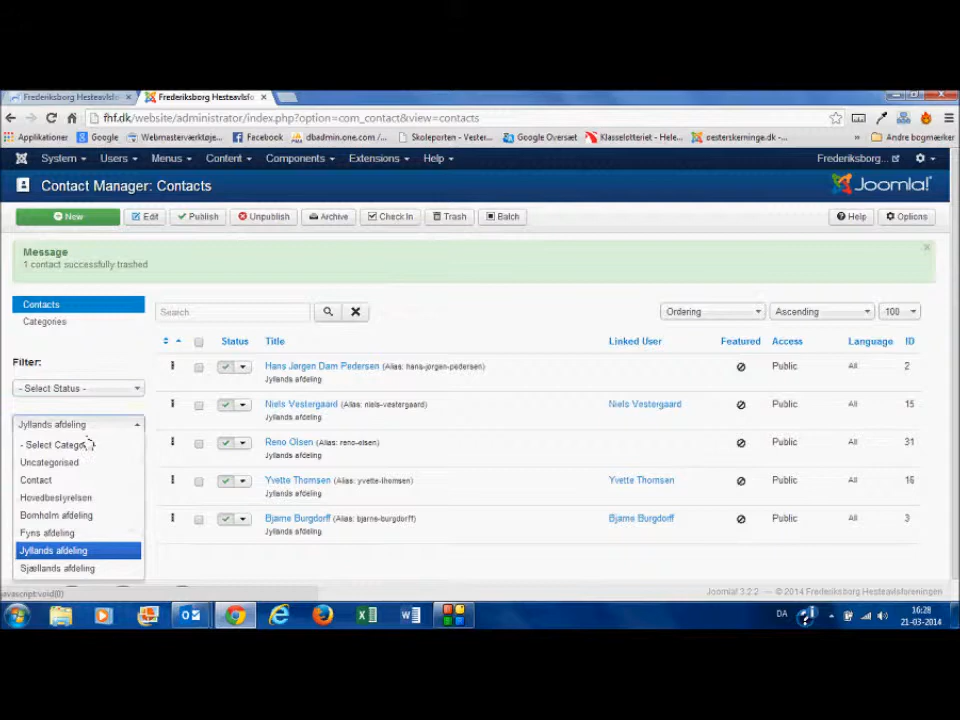 Frederiksborg Hesteavlsfo
Frederiksborg Hesteavlsfo
fhf.dk/website/administrator/index.php?option=com_contact&view=contacts
Applikationer
Google
Webmasterværktøje...
Facebook
dbadmin.one.com /...
Skoleporten - Vester...
Google Oversæt
Klasselotteriet - Hele...
oesterskerninge.dk -...
»
Andre bogmærker
System
Users
Menus
Content
Components
Extensions
Help
Frederiksborg...
Contact Manager: Contacts
Joomla!
New
Edit
Publish
Unpublish
Archive
Check In
Trash
Batch
Help
Options
Message
1 contact successfully trashed
Contacts
Categories
Search
Ordering
Ascending
100
Status
Title
Linked User
Featured
Access
Language
ID
Filter:
- Select Status -
Jyllands afdeling
- Select Catego
Uncategorised
Contact
Hovedbestyrelsen
Bornholm afdeling
Fyns afdeling
Jyllands afdeling
Sjællands afdeling
Hans Jørgen Dam Pedersen (Alias: hans-jorgen-pedersen)
Jyllands afdeling
Public
All
2
Niels Vestergaard (Alias: niels-vestergaard)
Jyllands afdeling
Niels Vestergaard
Public
All
15
Reno Olsen (Alias: reno-olsen)
Jyllands afdeling
Public
All
31
Yvette Thomsen (Alias: yvette-thomsen)
Jyllands afdeling
Yvette Thomsen
Public
All
16
Bjarne Burgdorff (Alias: bjarne-burgdorff)
Jyllands afdeling
Bjarne Burgdorff
Public
All
3
javascript:void(0)
Joomla! 3.2.2 — © 2014 Frederiksborg Hesteavlsforeningen
DA
16:28
21-03-2014